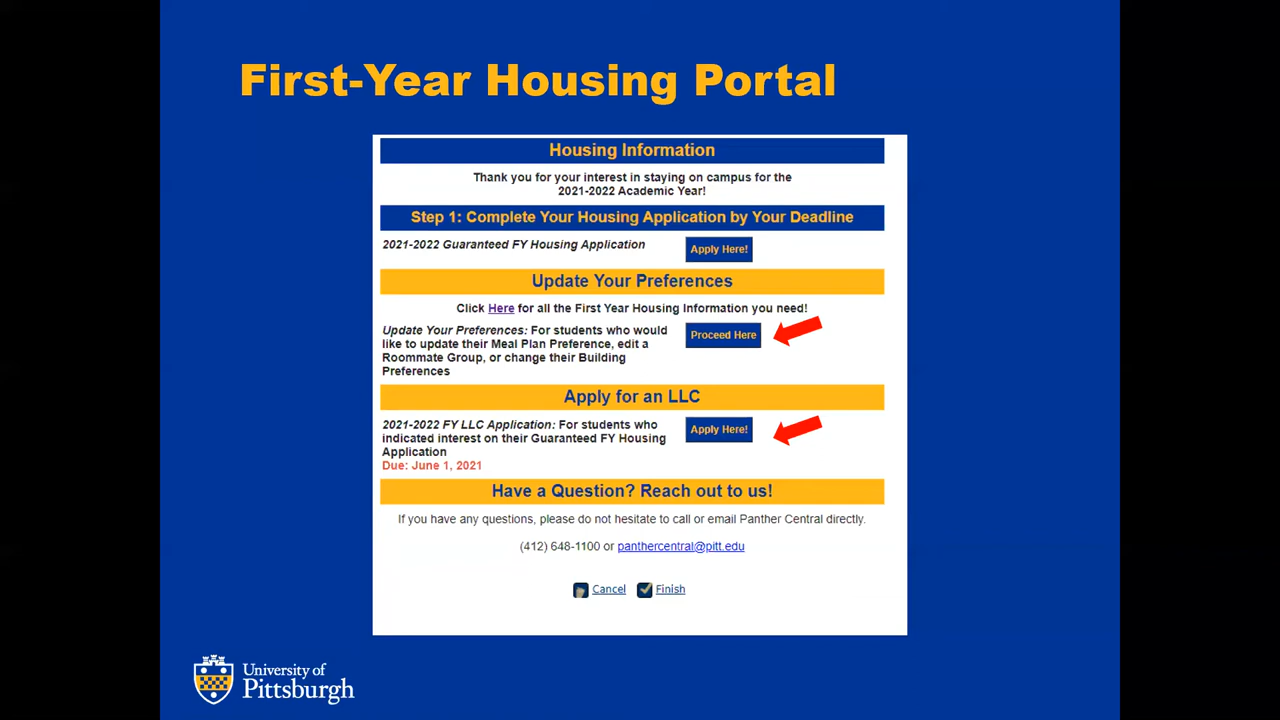 First-Year Housing Portal
Housing Information
Thank you for your interest in staying on campus for the
2021-2022 Academic Year!
Step 1: Complete Your Housing Application by Your Deadline
2021-2022 Guaranteed FY Housing Application
Apply Here!
Update Your Preferences
Click Here for all the First Year Housing Information you need!
Update Your Preferences: For students who would
like to update their Meal Plan Preference, edit a
Roommate Group, or change their Building
Preferences
Proceed Here
Apply for an LLC
2021-2022 FY LLC Application: For students who
indicated interest on their Guaranteed FY Housing
Application
Due: June 1, 2021
Apply Here!
Have a Question? Reach out to us!
If you have any questions, please do not hesitate to call or email Panther Central directly.
(412) 648-1100 or panthercentral@pitt.edu
Cancel Finish
University of
Pittsburgh